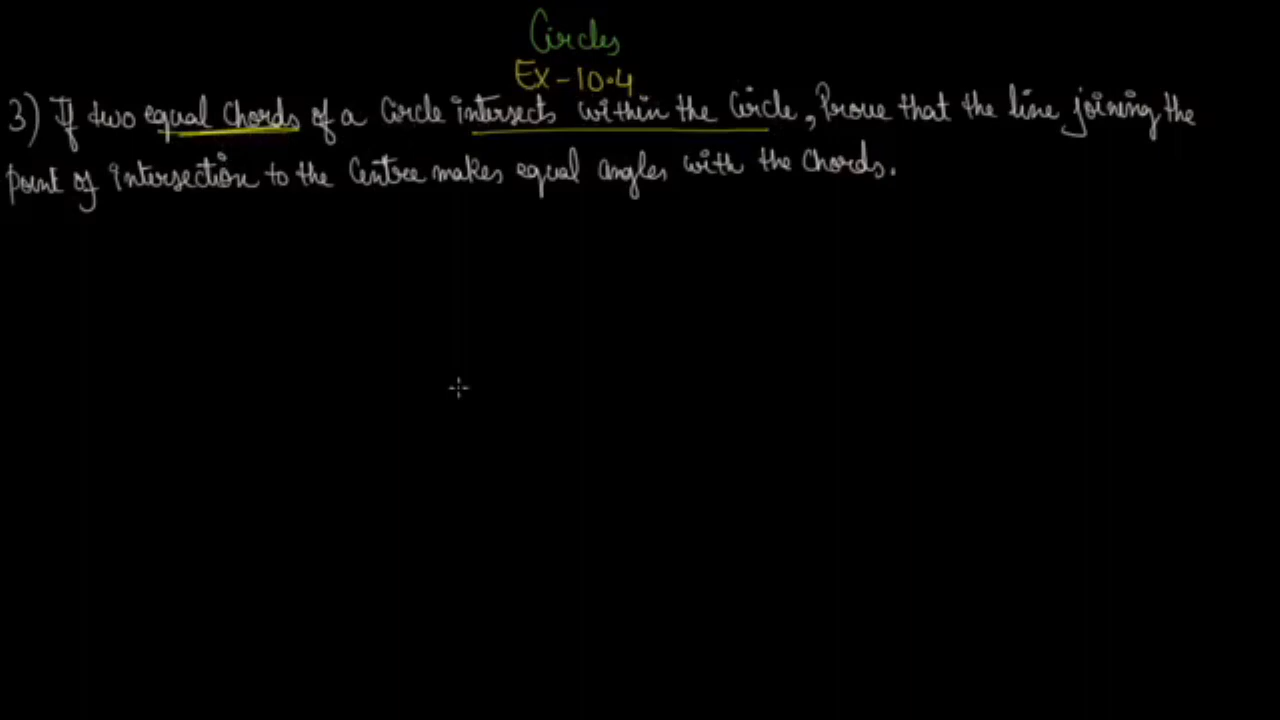 Circles
Ex-10.4
3) If two equal chords of a circle intersects within the circle, Prove that the line joining the
point of intersection to the centre makes equal angles with the chords.